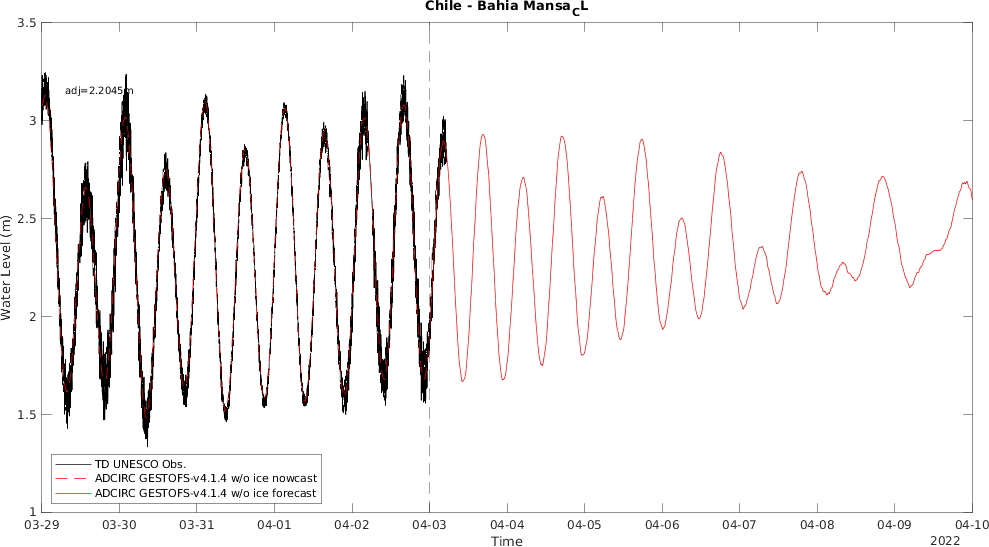 Chile - Bahia Mansa_CL
adj=2.2045m
3.5
3
2.5
2
1.5
1
Water Level (m)
TD UNESCO Obs.
ADCIRC GESTOFS-v4.1.4 w/o ice nowcast
ADCIRC GESTOFS-v4.1.4 w/o ice forecast
03-29 03-30 03-31 04-01 04-02 04-03 04-04 04-05 04-06 04-07 04-08 04-09 04-10
Time
2022